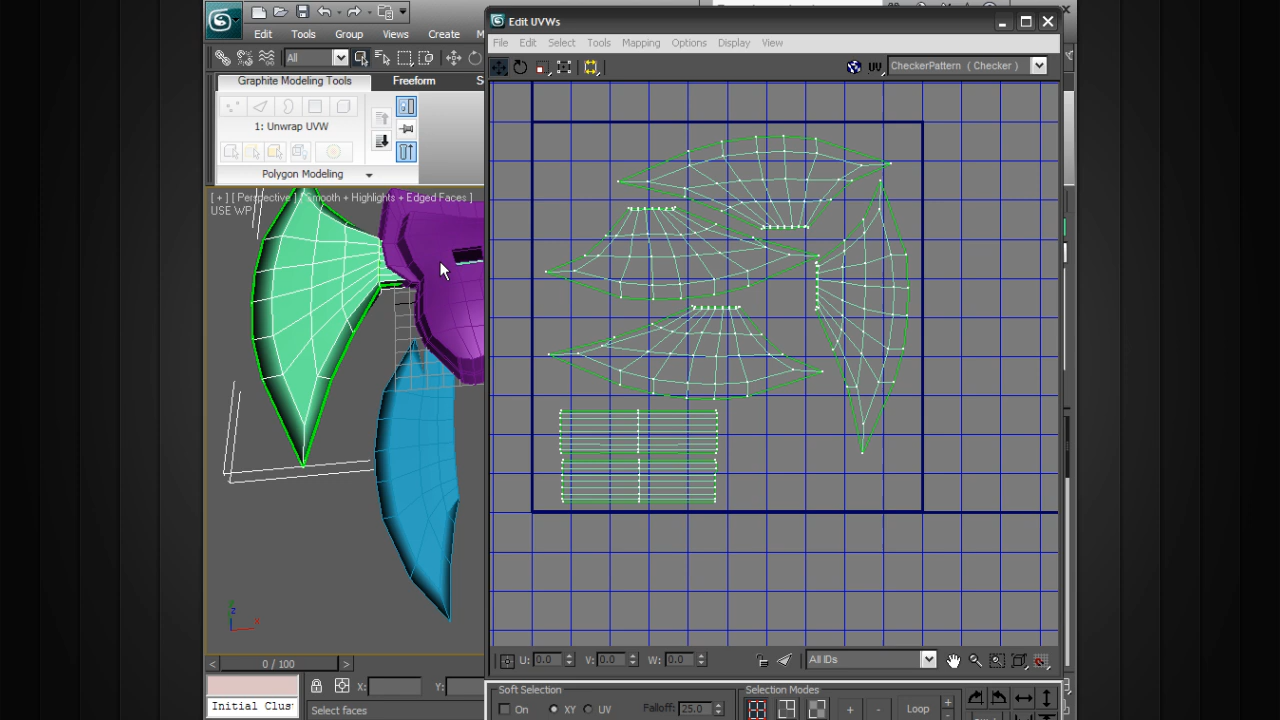 Edit UVWs
Edit Tools Group Views Create
File Edit Select Tools Mapping Options Display View
All
UV CheckerPattern ( Checker )
Graphite Modeling Tools Freeform S
1: Unwrap UVW
Polygon Modeling
[ + ] [ Perspective ] [ Smooth + Highlights + Edged Faces ]
USE WP
z
x
< 0 / 100 >
U: 0.0 V: 0.0 W: 0.0 All IDs
X: Y:
Soft Selection Selection Modes
Initial Clus Select faces
On XY UV Falloff: 25.0 + - Loop + -